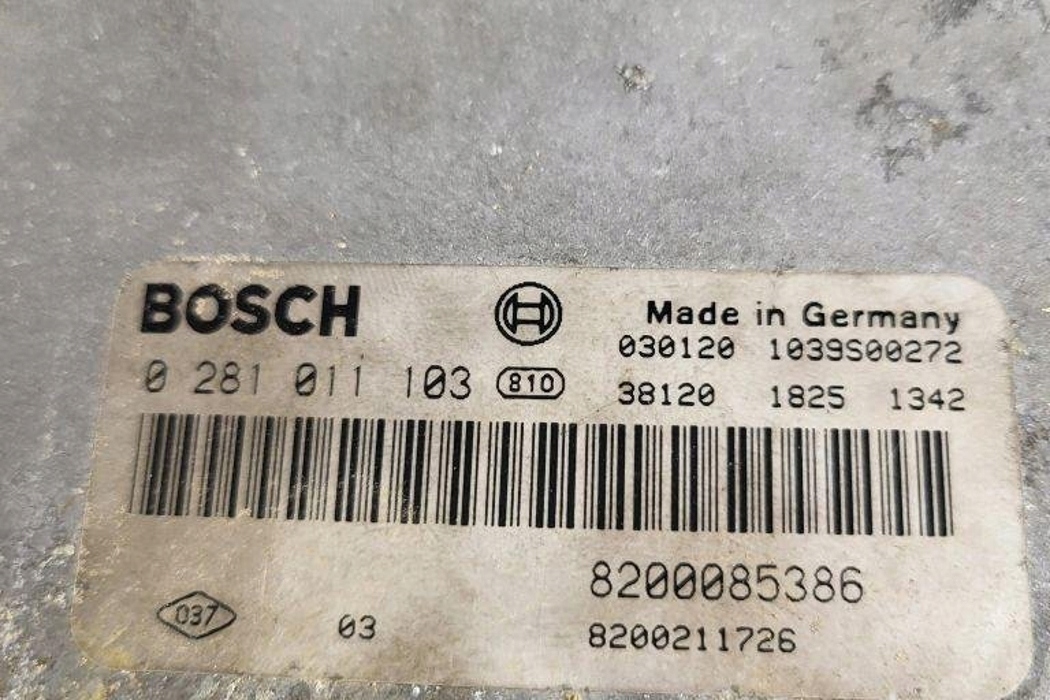 BOSCH
Made in Germany
030120 1039S00272
0 281 011 103 810
38120 1825 1342
8200085386
037 03
8200211726